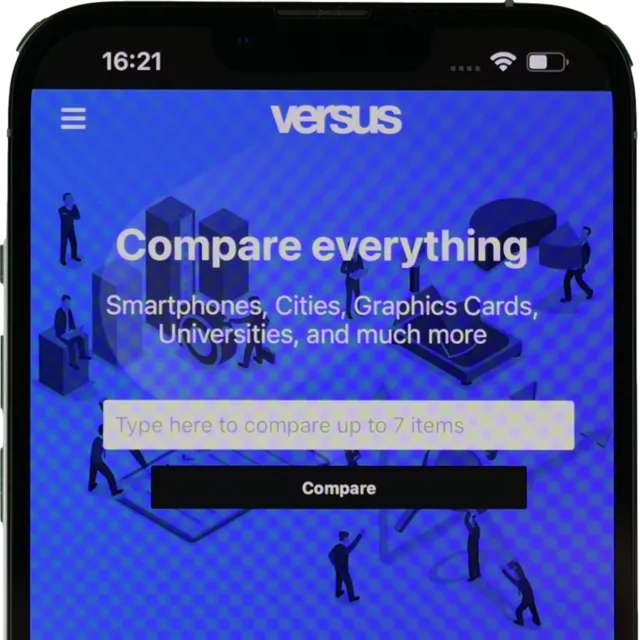 16:21
versus
Compare everything
Smartphones, Cities, Graphics Cards,
Universities, and much more
Type here to compare up to 7 items
Compare